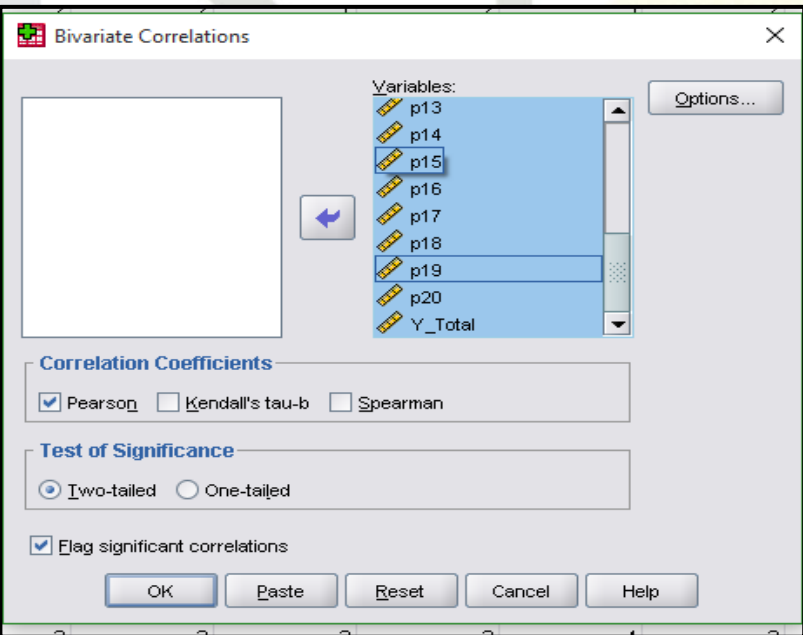 Bivariate Correlations
Variables:
p13
p14
p15
p16
p17
p18
p19
p20
Y_Total
Options...
Correlation Coefficients
Pearson Kendall's tau-b Spearman
Test of Significance
Two-tailed One-tailed
Flag significant correlations
OK Paste Reset Cancel Help